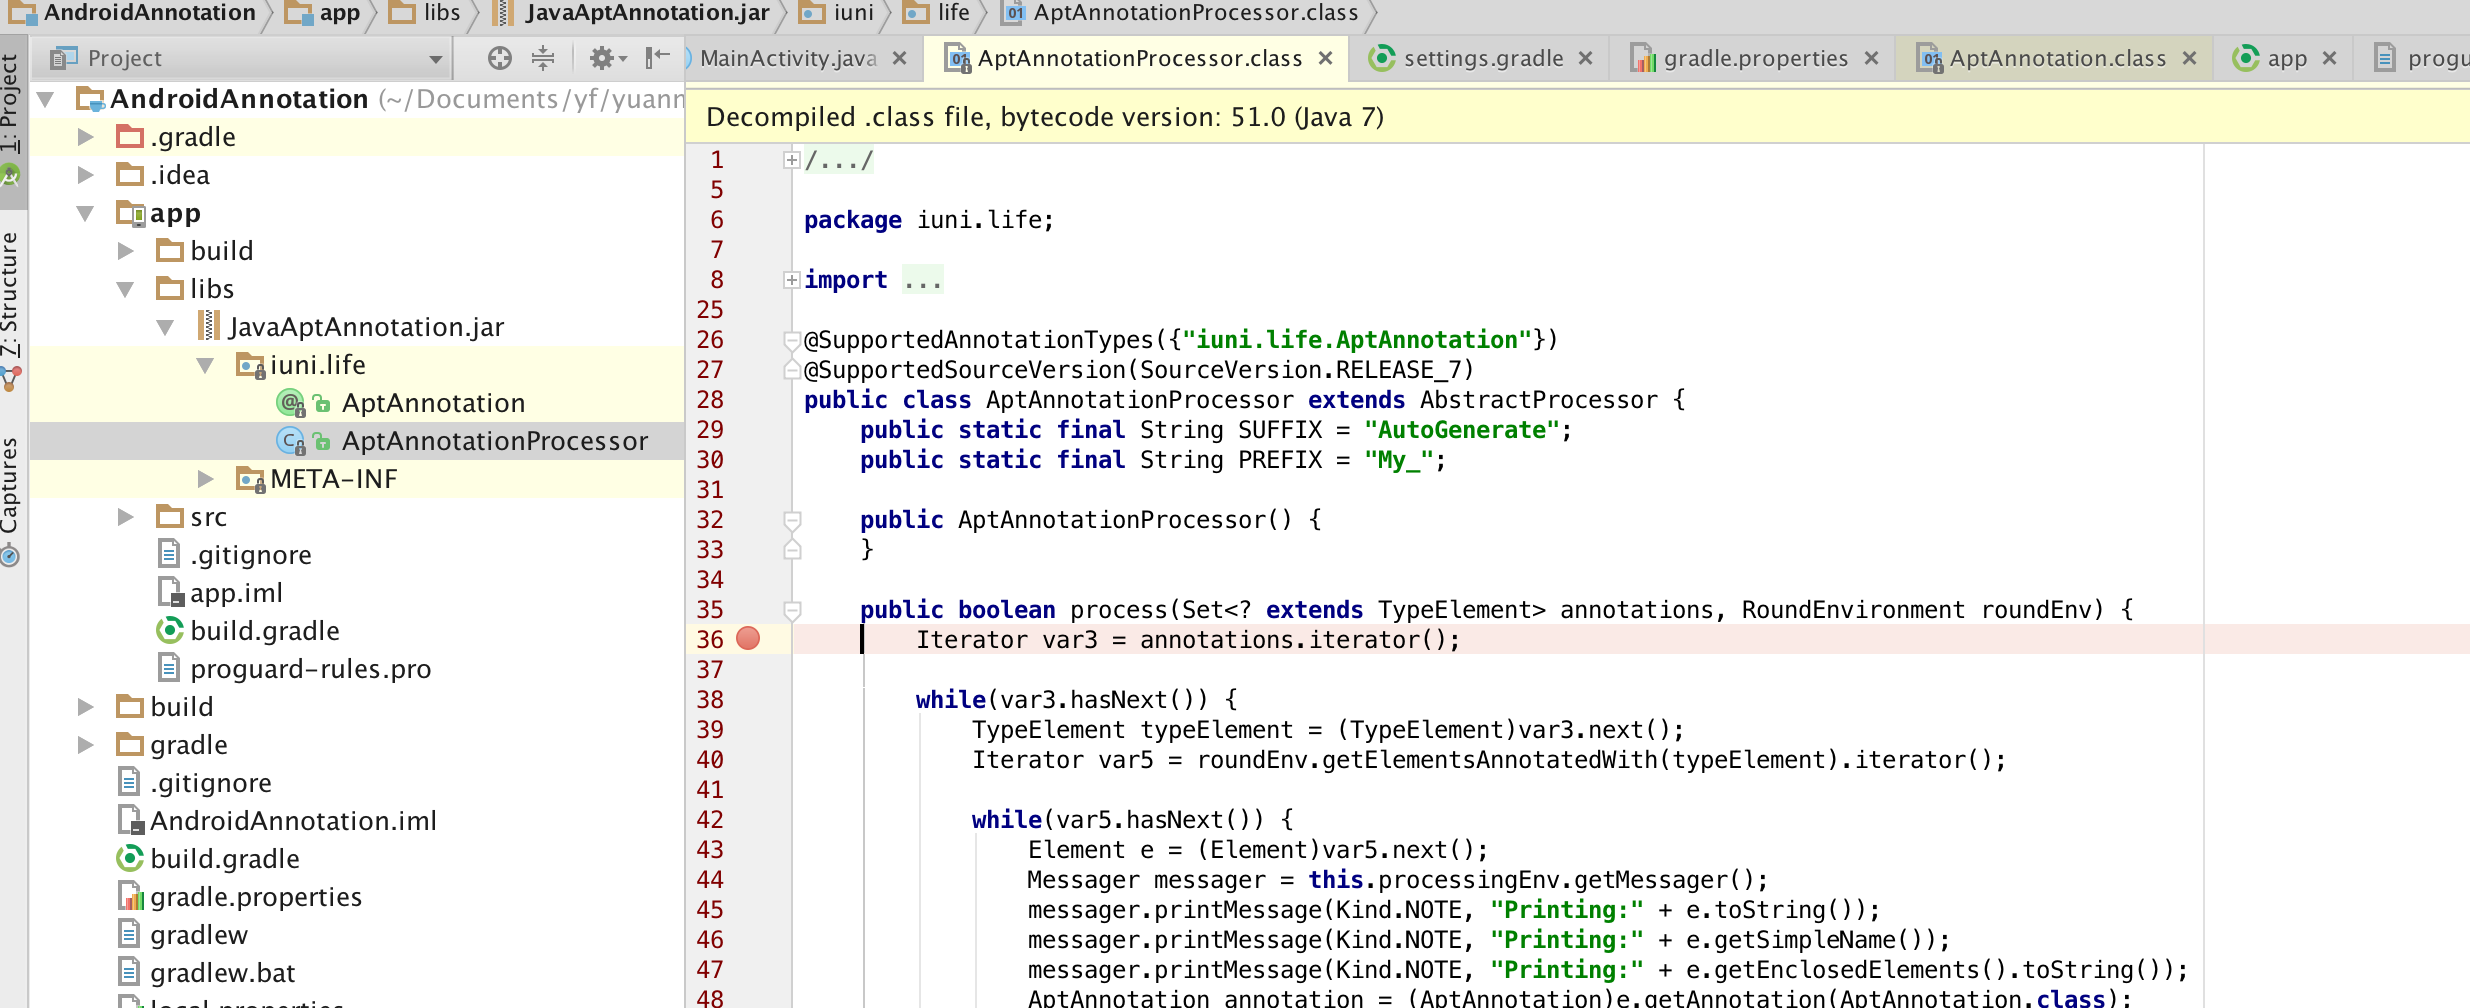 AndroidAnnotation app libs JavaAptAnnotation.jar iuni life AptAnnotationProcessor.class
Project
MainActivity.java AptAnnotationProcessor.class settings.gradle gradle.properties AptAnnotation.class app
1: Project
7: Structure
Captures
AndroidAnnotation (~/Documents/yf/yuann
.gradle
.idea
app
build
libs
JavaAptAnnotation.jar
iuni.life
AptAnnotation
AptAnnotationProcessor
META-INF
src
.gitignore
app.iml
build.gradle
proguard-rules.pro
build
gradle
.gitignore
AndroidAnnotation.iml
build.gradle
gradle.properties
gradlew
gradlew.bat
local.properties
Decompiled .class file, bytecode version: 51.0 (Java 7)
1 /.../
5
6 package iuni.life;
7
8 import ...
25
26 @SupportedAnnotationTypes({"iuni.life.AptAnnotation"})
27 @SupportedSourceVersion(SourceVersion.RELEASE_7)
28 public class AptAnnotationProcessor extends AbstractProcessor {
29 public static final String SUFFIX = "AutoGenerate";
30 public static final String PREFIX = "My_";
31
32 public AptAnnotationProcessor() {
33 }
34
35 public boolean process(Set<? extends TypeElement> annotations, RoundEnvironment roundEnv) {
36 Iterator var3 = annotations.iterator();
37
38 while(var3.hasNext()) {
39 TypeElement typeElement = (TypeElement)var3.next();
40 Iterator var5 = roundEnv.getElementsAnnotatedWith(typeElement).iterator();
41
42 while(var5.hasNext()) {
43 Element e = (Element)var5.next();
44 Messager messager = this.processingEnv.getMessager();
45 messager.printMessage(Kind.NOTE, "Printing:" + e.toString());
46 messager.printMessage(Kind.NOTE, "Printing:" + e.getSimpleName());
47 messager.printMessage(Kind.NOTE, "Printing:" + e.getEnclosedElements().toString());
48 AptAnnotation annotation = (AptAnnotation)e.getAnnotation(AptAnnotation.class);